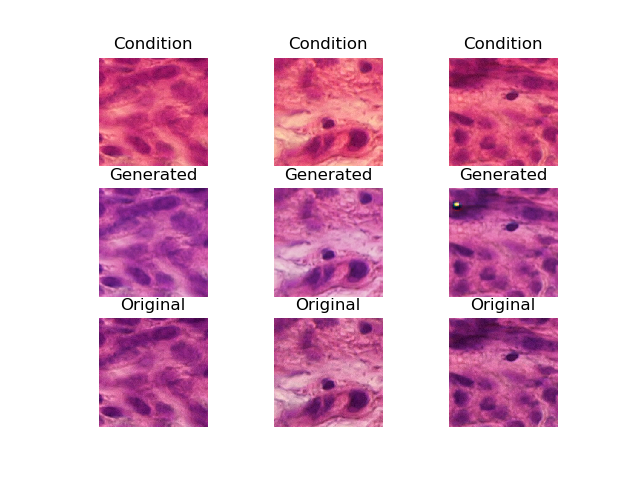 Condition Condition Condition
Generated Generated Generated
Original Original Original